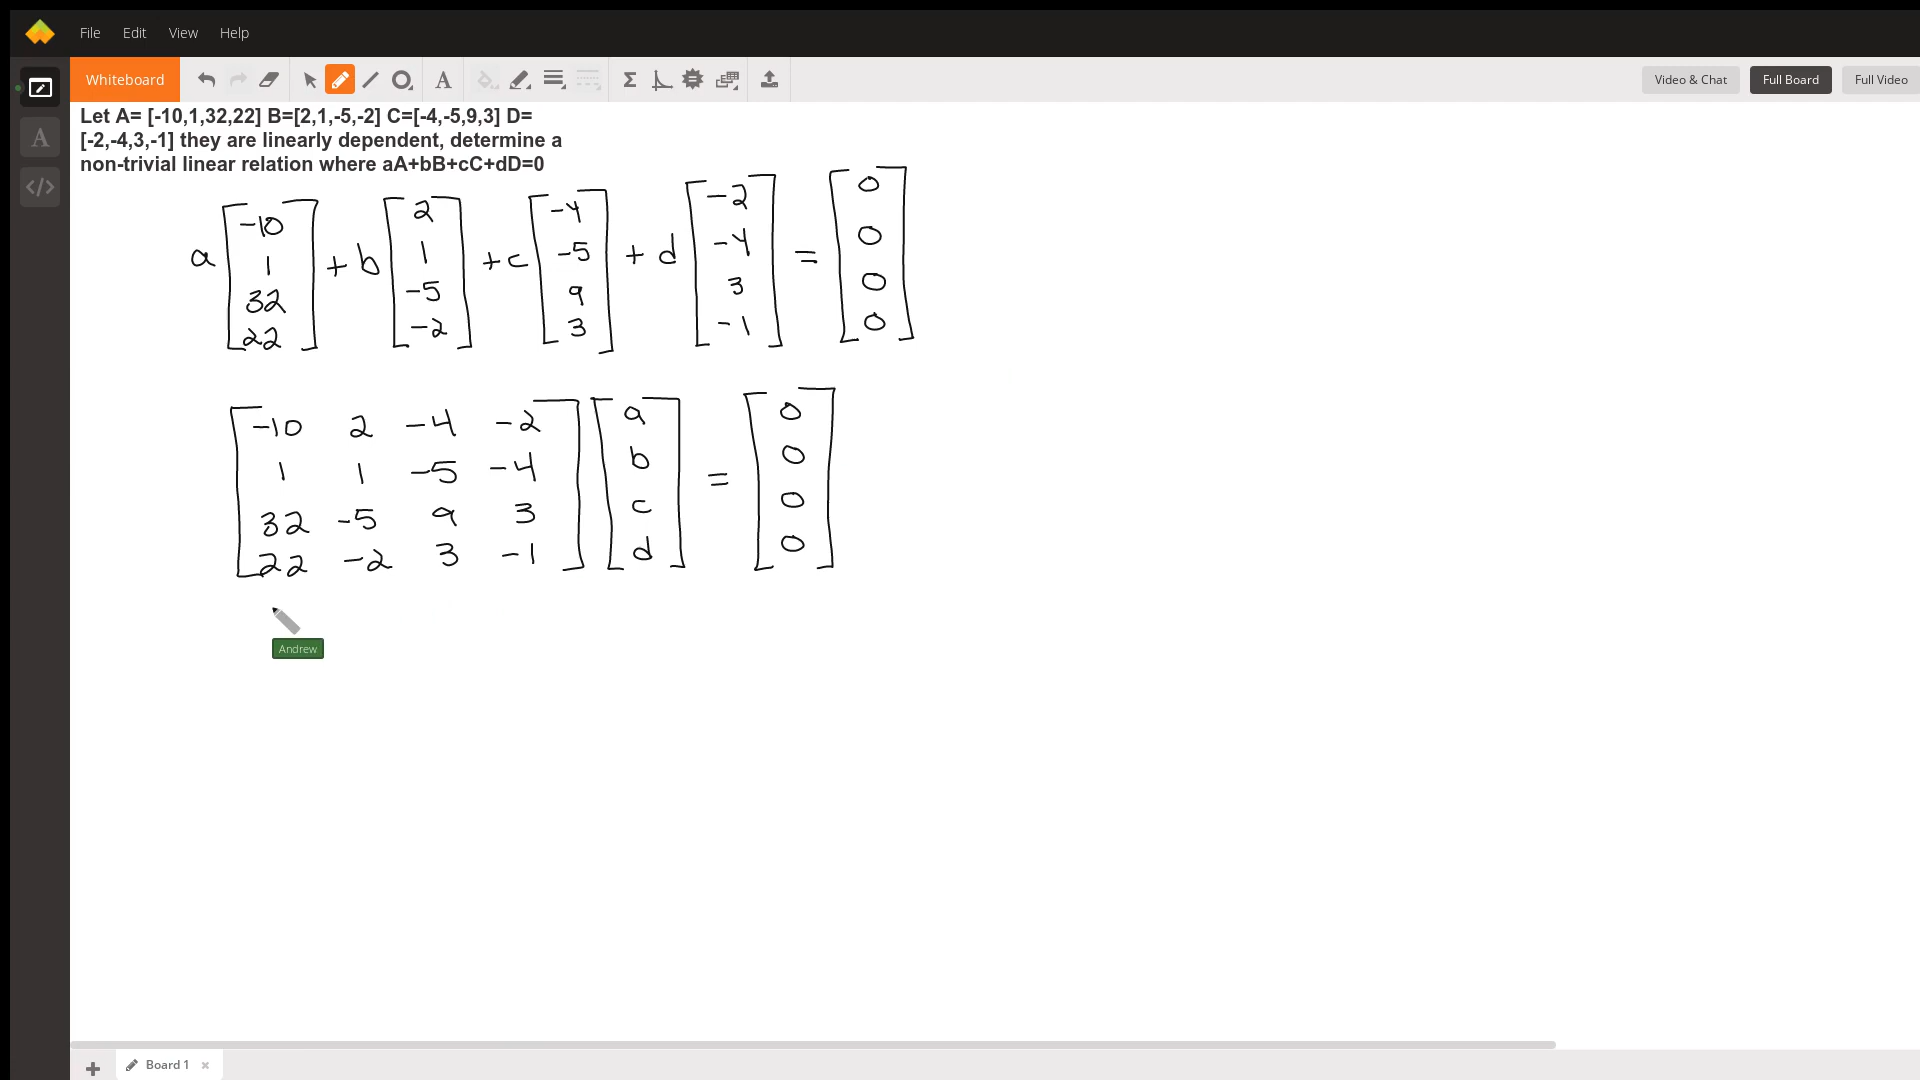 File Edit View Help
Whiteboard A Σ Video & Chat Full Board Full Video
A
</>
Let A= [-10,1,32,22] B=[2,1,-5,-2] C=[-4,-5,9,3] D=
[-2,-4,3,-1] they are linearly dependent, determine a
non-trivial linear relation where aA+bB+cC+dD=0
-10 2 -4 -2 0
1 1 -5 -4 0
a + b + c + d =
32 -5 9 3 0
22 -2 3 -1 0
-10 2 -4 -2 a 0
1 1 -5 -4 b 0
=
32 -5 9 3 c 0
22 -2 3 -1 d 0
Andrew
+ Board 1 ×